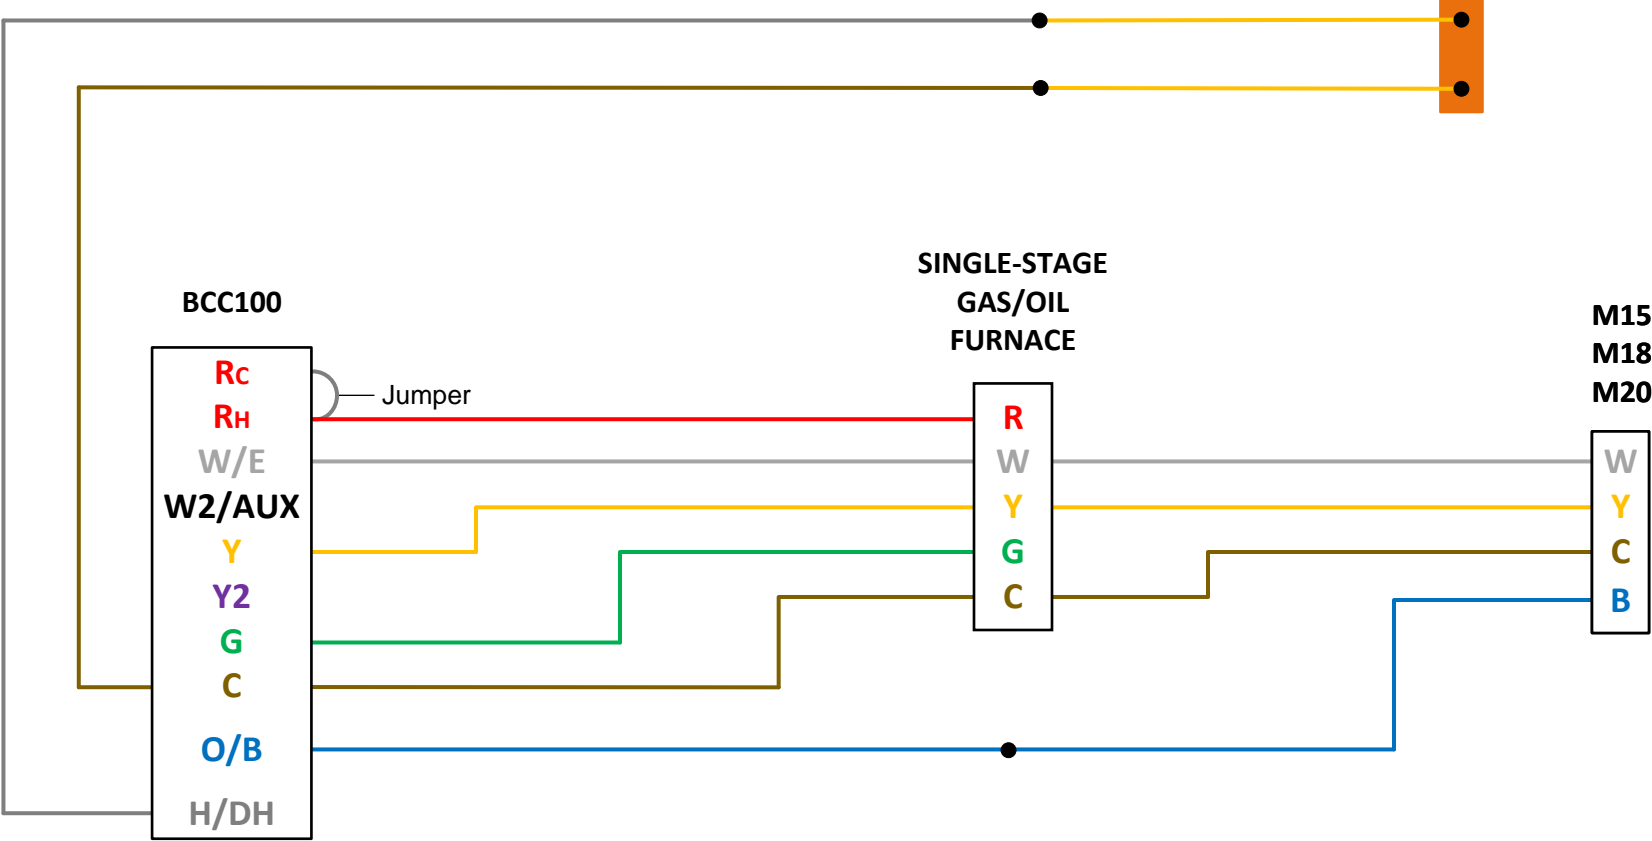 SINGLE-STAGE
GAS/OIL
FURNACE
BCC100
M15
M18
M20
RC
Jumper
RH
R
W/E
W
W
W2/AUX
Y
Y
Y
G
C
Y2
C
B
G
C
O/B
H/DH